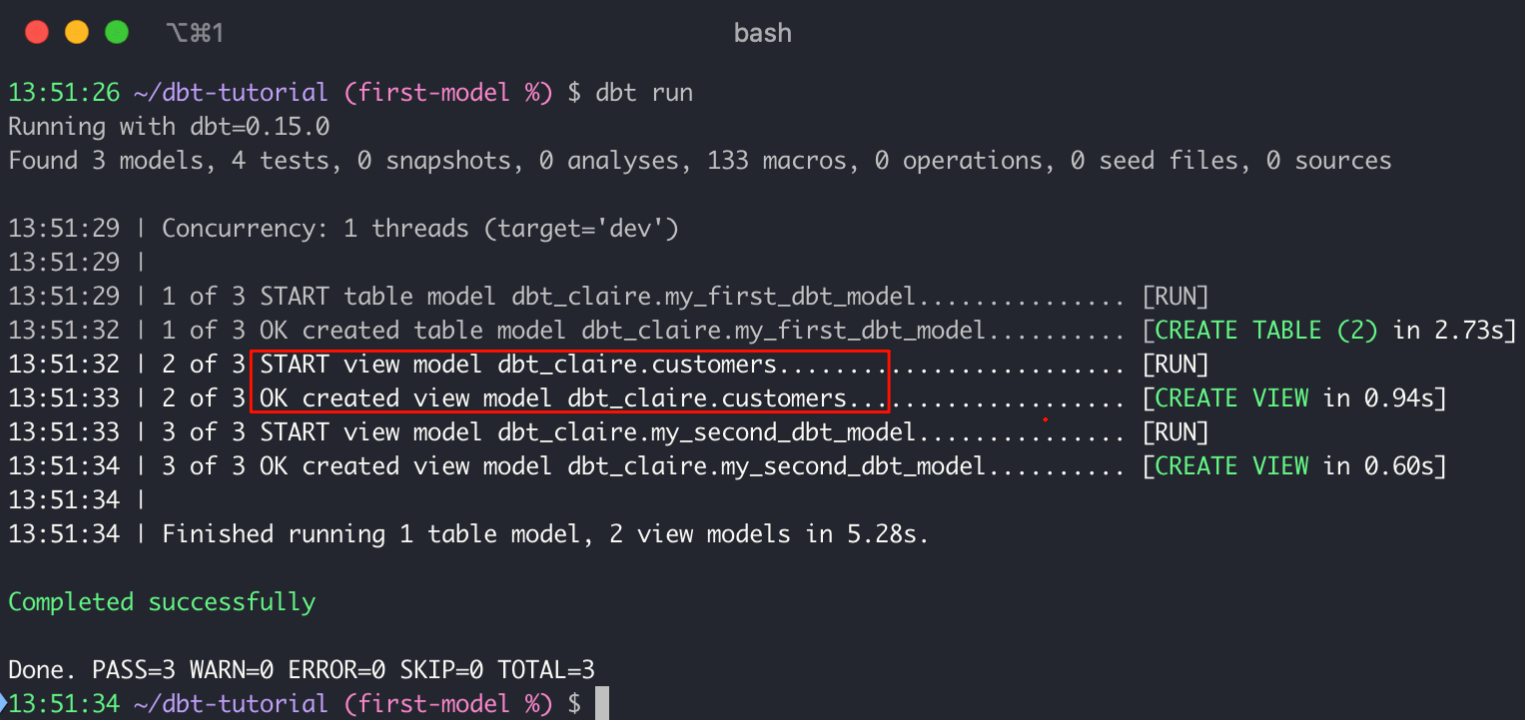 ⌥⌘1 bash
13:51:26 ~/dbt-tutorial (first-model %) $ dbt run
Running with dbt=0.15.0
Found 3 models, 4 tests, 0 snapshots, 0 analyses, 133 macros, 0 operations, 0 seed files, 0 sources
13:51:29 | Concurrency: 1 threads (target='dev')
13:51:29 |
13:51:29 | 1 of 3 START table model dbt_claire.my_first_dbt_model............... [RUN]
13:51:32 | 1 of 3 OK created table model dbt_claire.my_first_dbt_model.......... [CREATE TABLE (2) in 2.73s]
13:51:32 | 2 of 3 START view model dbt_claire.customers......................... [RUN]
13:51:33 | 2 of 3 OK created view model dbt_claire.customers.................... [CREATE VIEW in 0.94s]
13:51:33 | 3 of 3 START view model dbt_claire.my_second_dbt_model............... [RUN]
13:51:34 | 3 of 3 OK created view model dbt_claire.my_second_dbt_model.......... [CREATE VIEW in 0.60s]
13:51:34 |
13:51:34 | Finished running 1 table model, 2 view models in 5.28s.
Completed successfully
Done. PASS=3 WARN=0 ERROR=0 SKIP=0 TOTAL=3
13:51:34 ~/dbt-tutorial (first-model %) $